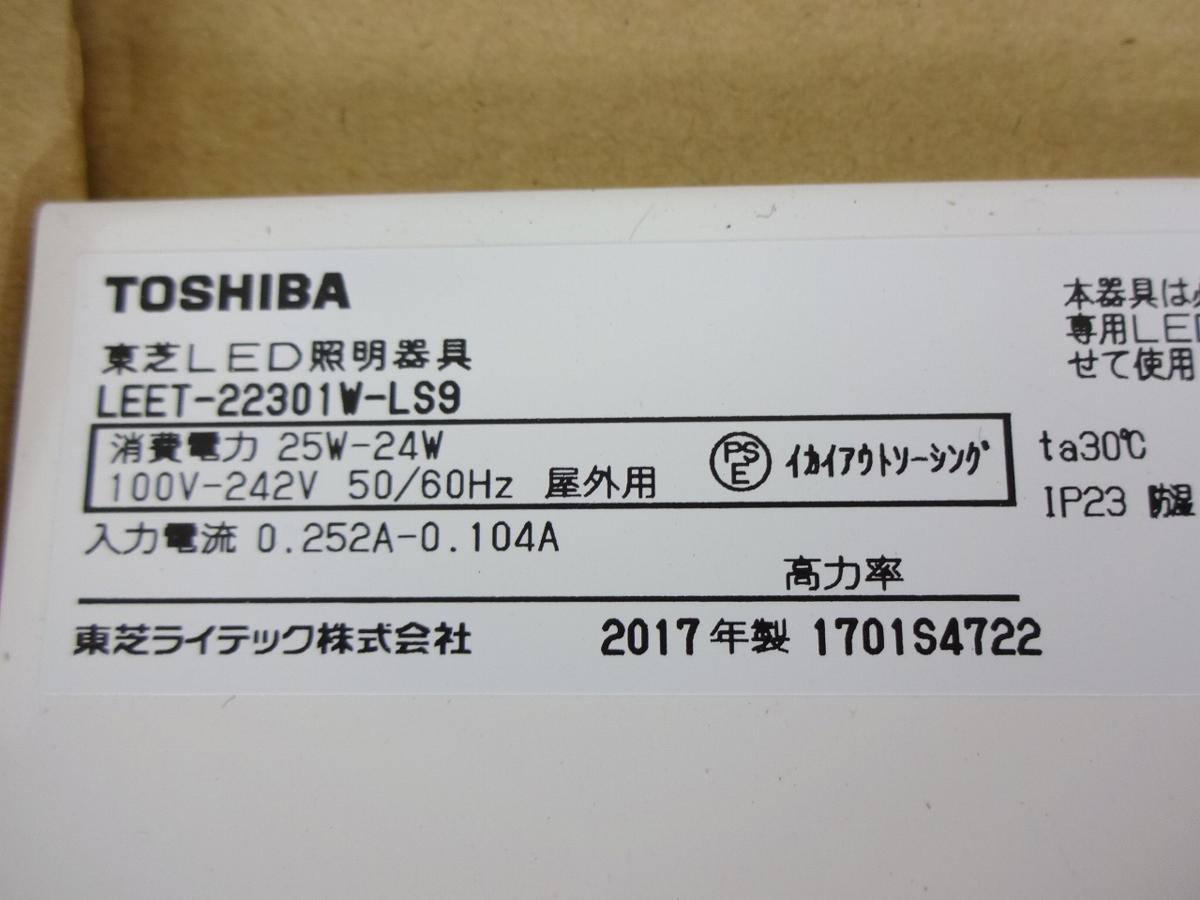 TOSHIBA
東芝LED照明器具
LEET-22301W-LS9
消費電力 25W-24W
100V-242V 50/60Hz 屋外用
PSE イカイアウトソーシング
入力電流 0.252A-0.104A
高力率
東芝ライテック株式会社 2017年製 1701S4722
本器具は
専用LED
せて使用
ta30℃
IP23 防湿